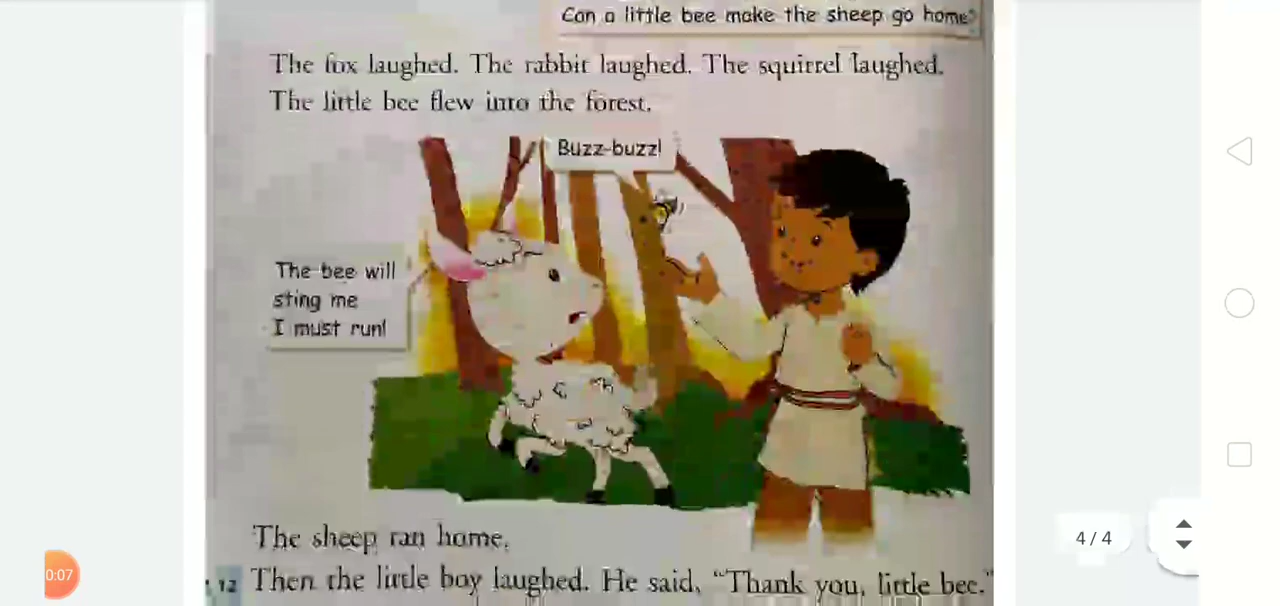 Can a little bee make the sheep go home?
The fox laughed. The rabbit laughed. The squirrel laughed.
The little bee flew into the forest.
Buzz-buzz!
The bee will
sting me
I must run!
The sheep ran home.
12 Then the little boy laughed. He said, “Thank you, little bee.”
4/4
0:07